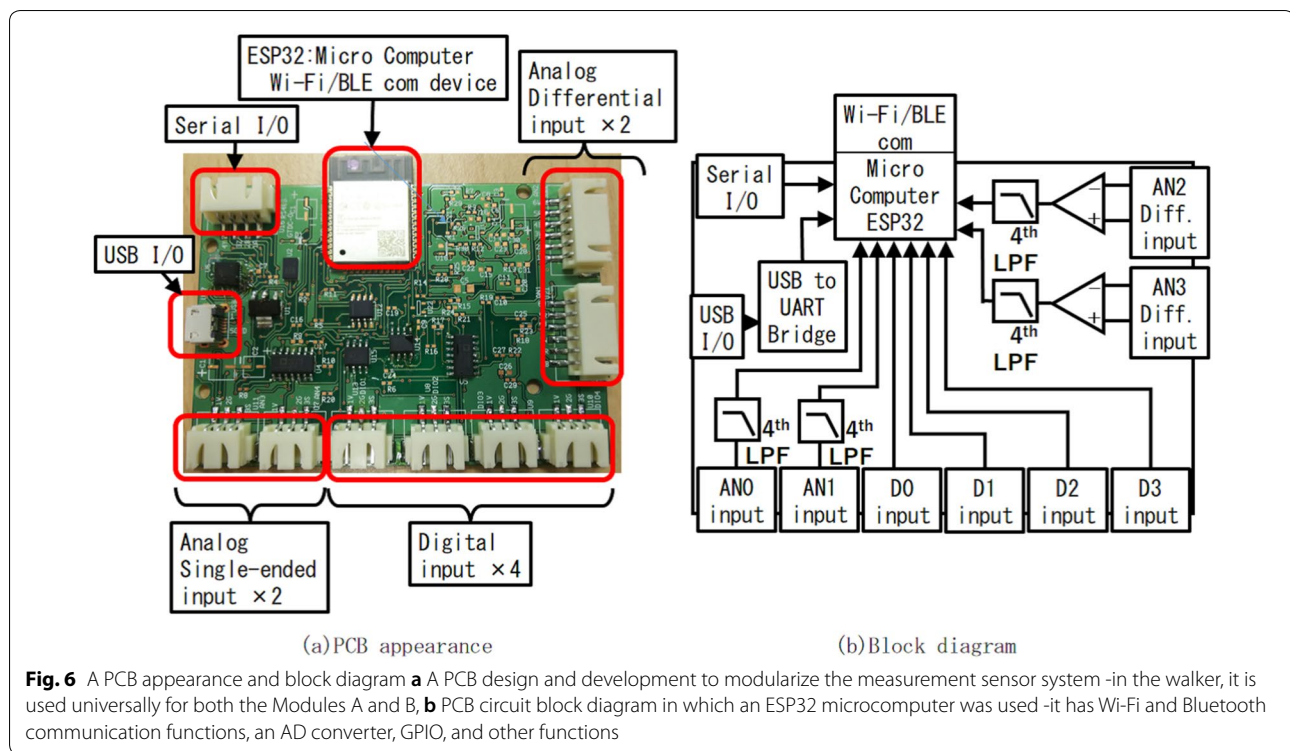 ESP32:Micro Computer
Wi-Fi/BLE com device
Analog
Differential
input ×2
Serial I/O
USB I/O
Analog
Single-ended
input ×2
Digital
input ×4
(a)PCB appearance
Wi-Fi/BLE
com
Micro
Computer
ESP32
Serial
I/O
USB to
UART
Bridge
USB
I/O
4th
LPF
−
+
AN2
Diff.
input
4th
LPF
−
+
AN3
Diff.
input
4th
LPF
4th
LPF
AN0
input
AN1
input
D0
input
D1
input
D2
input
D3
input
(b)Block diagram
Fig. 6 A PCB appearance and block diagram a A PCB design and development to modularize the measurement sensor system -in the walker, it is
used universally for both the Modules A and B, b PCB circuit block diagram in which an ESP32 microcomputer was used -it has Wi-Fi and Bluetooth
communication functions, an AD converter, GPIO, and other functions